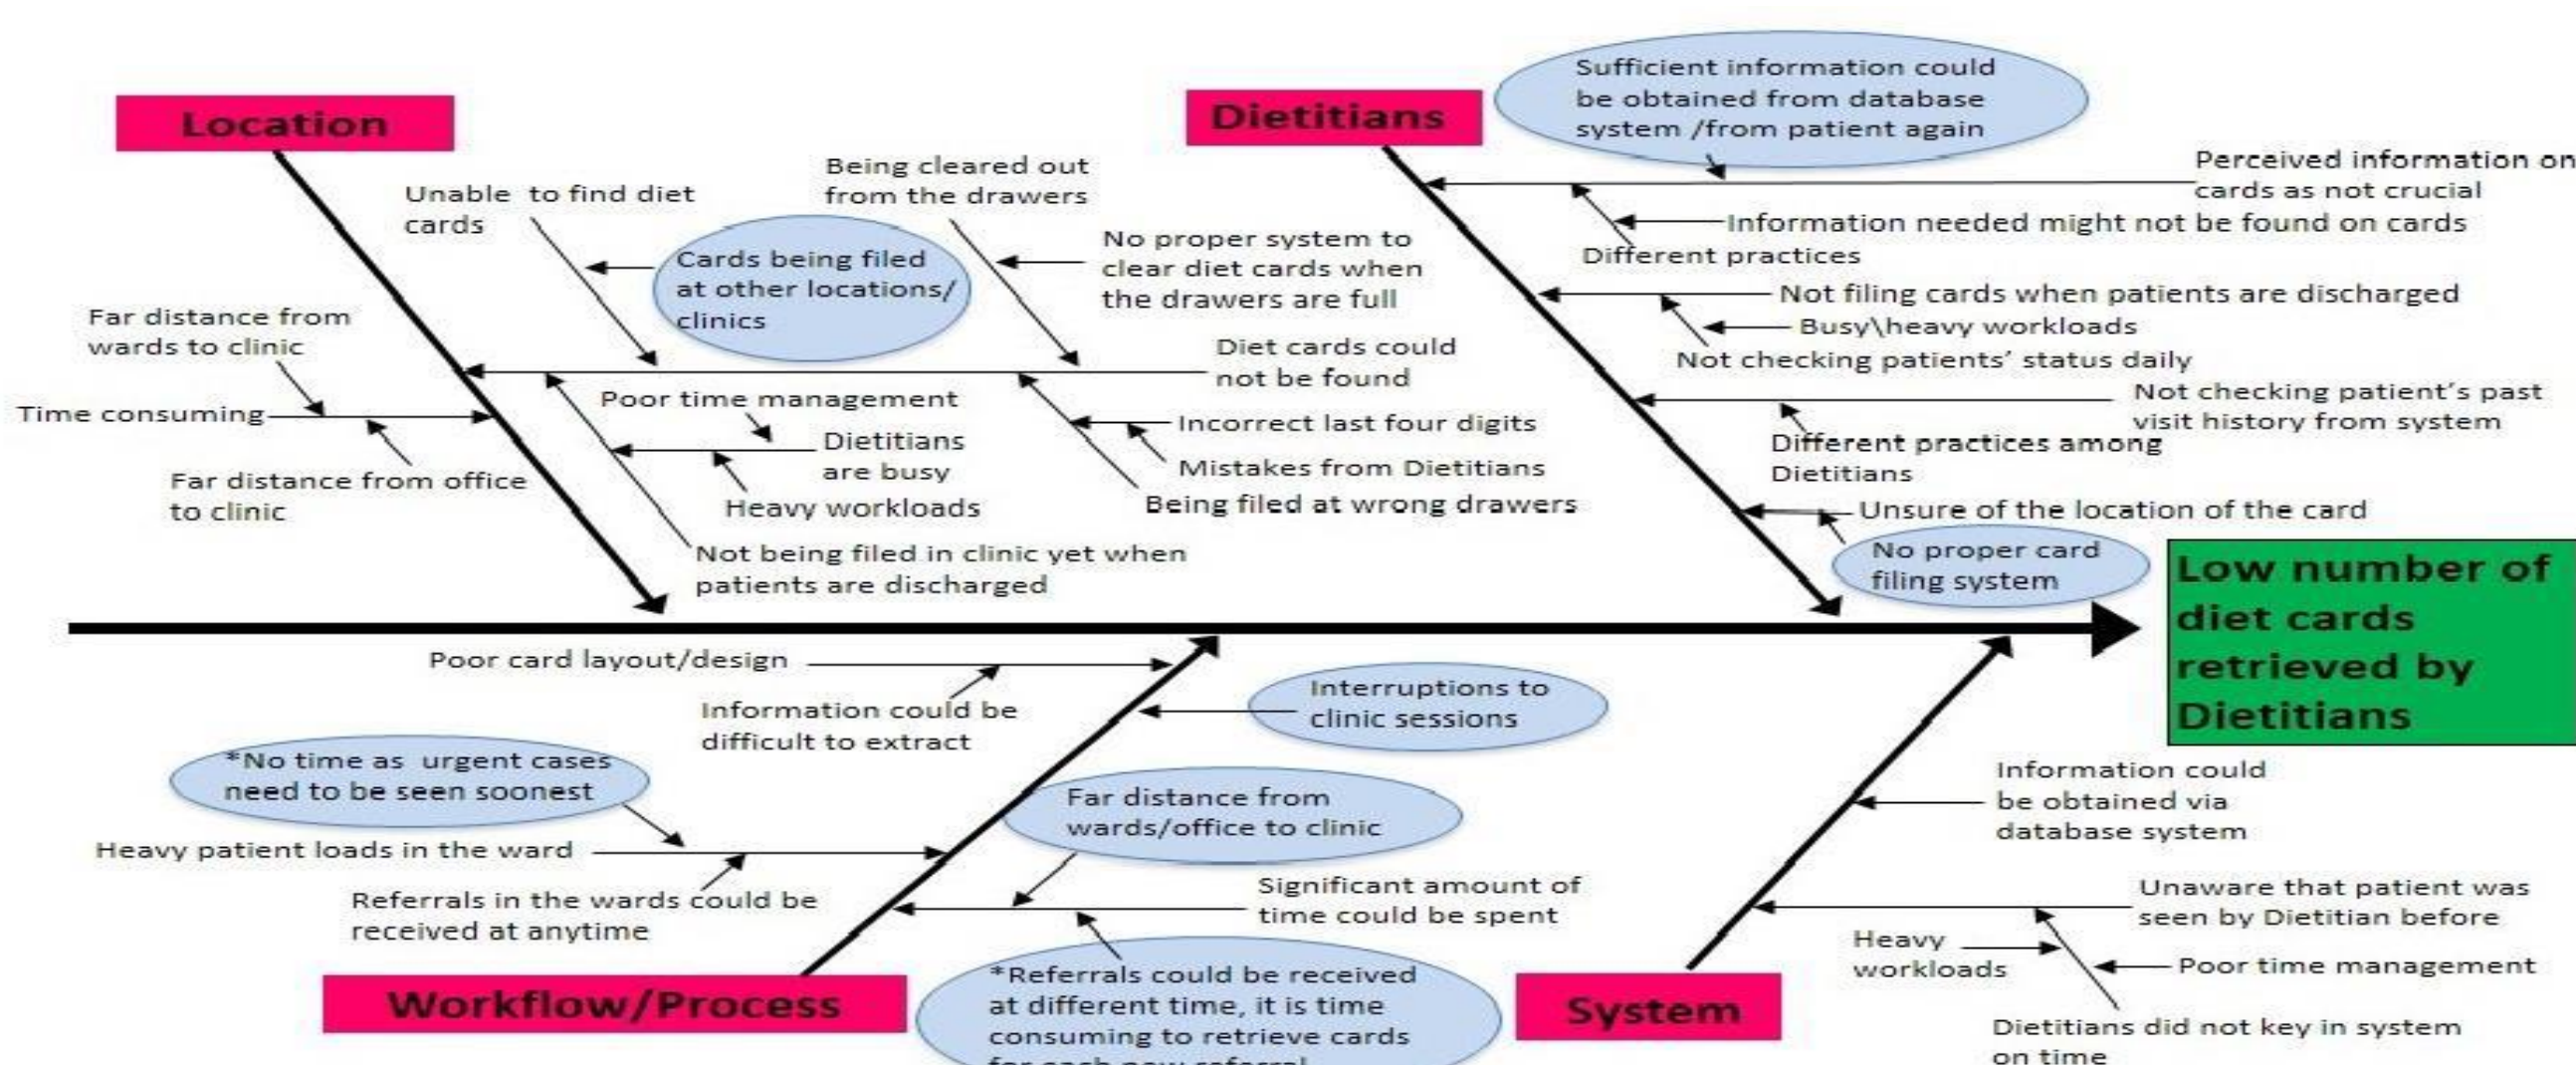 Location
Unable  to find diet
cards
Being cleared out
from the drawers
Cards being filed
at other locations/
clinics
No proper system to
clear diet cards when
the drawers are full
Far distance from
wards to clinic
Time consuming
Far distance from office
to clinic
Diet cards could
not be found
Poor time management
Dietitians
are busy
Heavy workloads
Incorrect last four digits
Mistakes from Dietitians
Being filed at wrong drawers
Not being filed in clinic yet when
patients are discharged
Dietitians
Sufficient information could
be obtained from database
system /from patient again
Perceived information on
cards as not crucial
Information needed might not be found on cards
Different practices
Not filing cards when patients are discharged
Busy\heavy workloads
Not checking patients’ status daily
Not checking patient’s past
visit history from system
Different practices among
Dietitians
Unsure of the location of the card
No proper card
filing system
Low number of
diet cards
retrieved by
Dietitians
Poor card layout/design
Information could be
difficult to extract
Interruptions to
clinic sessions
*No time as  urgent cases
need to be seen soonest
Heavy patient loads in the ward
Referrals in the wards could be
received at anytime
Far distance from
wards/office to clinic
Significant amount of
time could be spent
*Referrals could be received
at different time, it is time
consuming to retrieve cards
for each new referral
Workflow/Process
Information could
be obtained via
database system
Unaware that patient was
seen by Dietitian before
Heavy
workloads
Poor time management
Dietitians did not key in system
on time
System